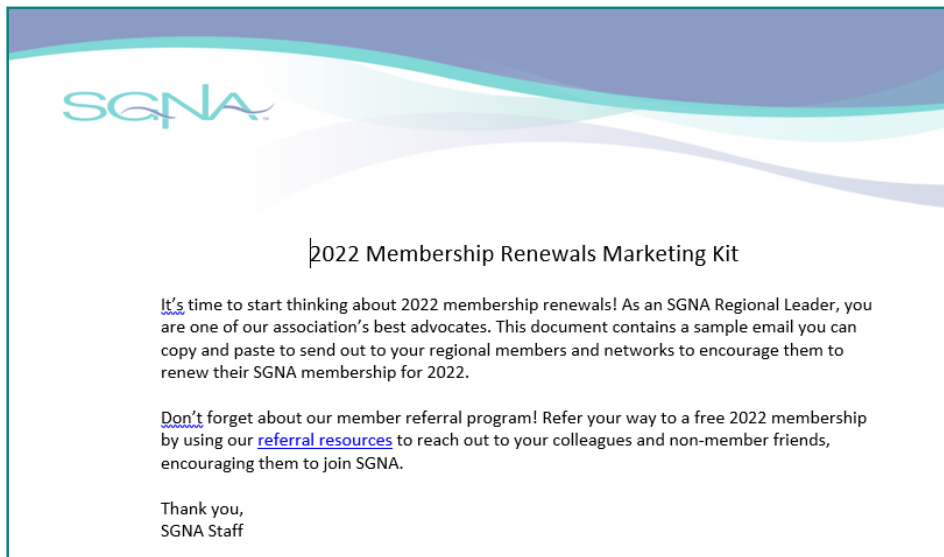 SGNA
2022 Membership Renewals Marketing Kit
It's time to start thinking about 2022 membership renewals! As an SGNA Regional Leader, you
are one of our association's best advocates. This document contains a sample email you can
copy and paste to send out to your regional members and networks to encourage them to
renew their SGNA membership for 2022.
Don't forget about our member referral program! Refer your way to a free 2022 membership
by using our referral resources to reach out to your colleagues and non-member friends,
encouraging them to join SGNA.
Thank you,
SGNA Staff